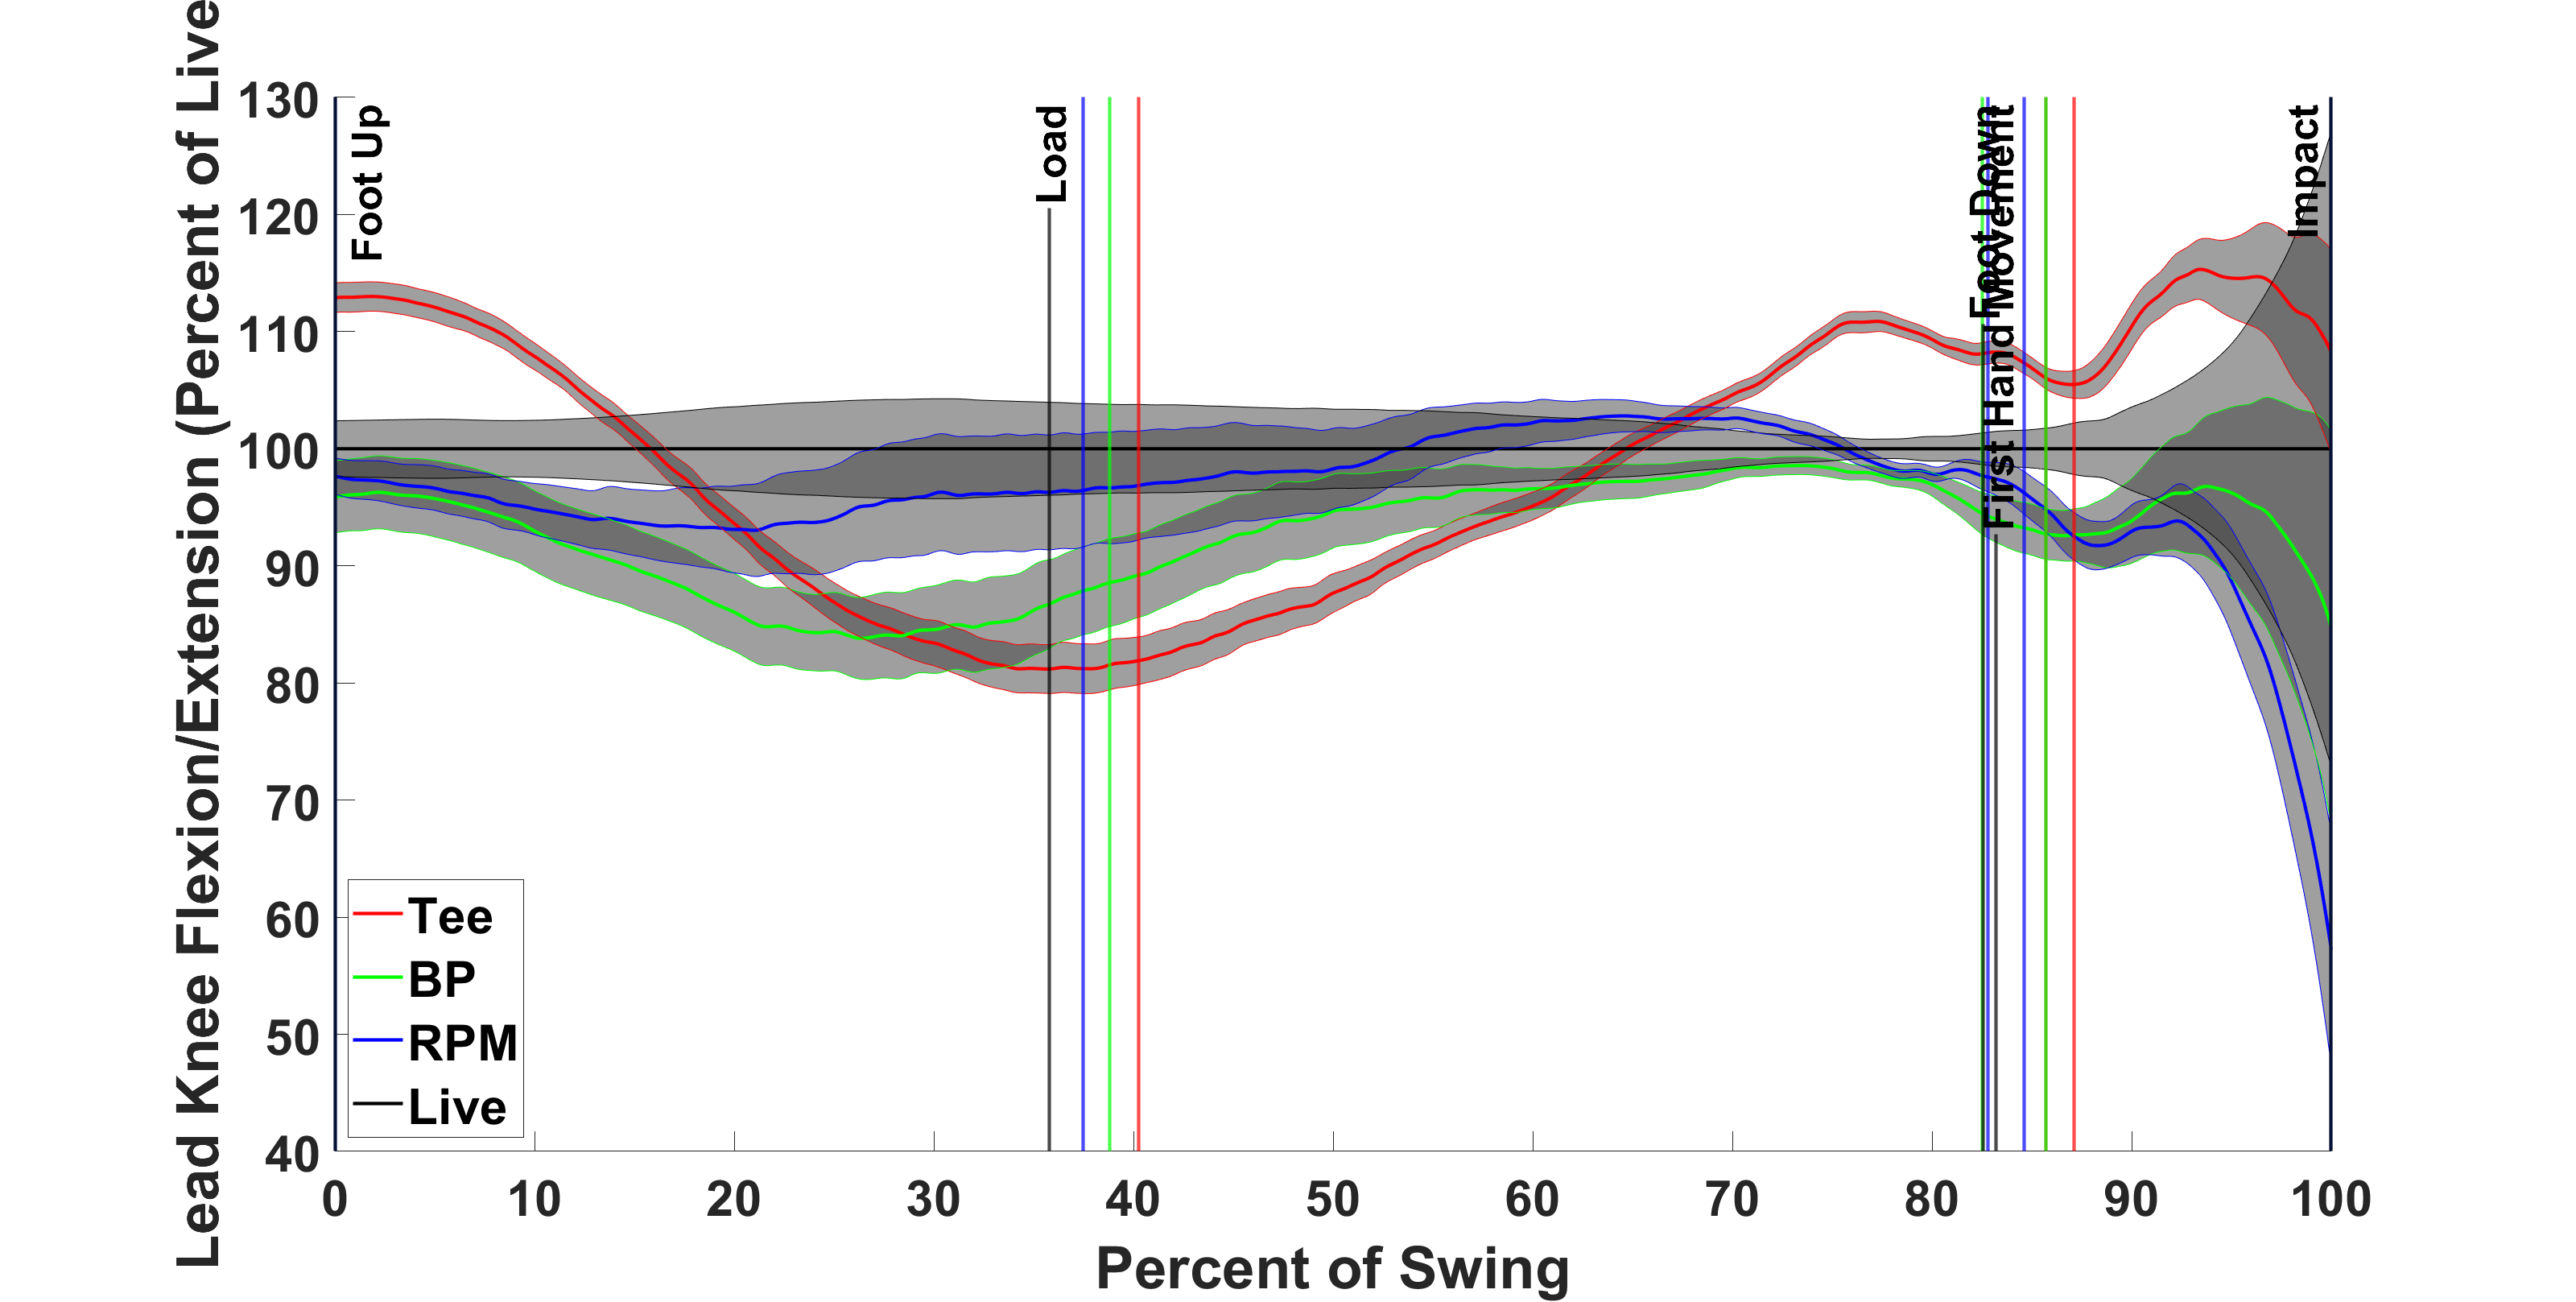 Lead Knee Flexion/Extension (Percent of Live
130
120
110
100
90
80
70
60
50
40
Foot Up
Load
Foot Down
First Hand Movement
Impact
Tee
BP
RPM
Live
0 10 20 30 40 50 60 70 80 90 100
Percent of Swing